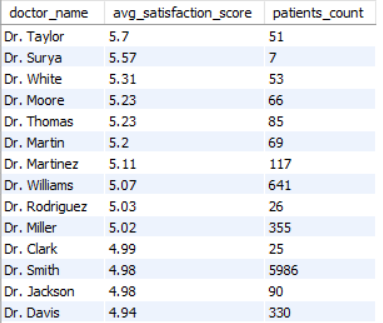 doctor_name avg_satisfaction_score patients_count
Dr. Taylor 5.7 51
Dr. Surya 5.57 7
Dr. White 5.31 53
Dr. Moore 5.23 66
Dr. Thomas 5.23 85
Dr. Martin 5.2 69
Dr. Martinez 5.11 117
Dr. Williams 5.07 641
Dr. Rodriguez 5.03 26
Dr. Miller 5.02 355
Dr. Clark 4.99 25
Dr. Smith 4.98 5986
Dr. Jackson 4.98 90
Dr. Davis 4.94 330